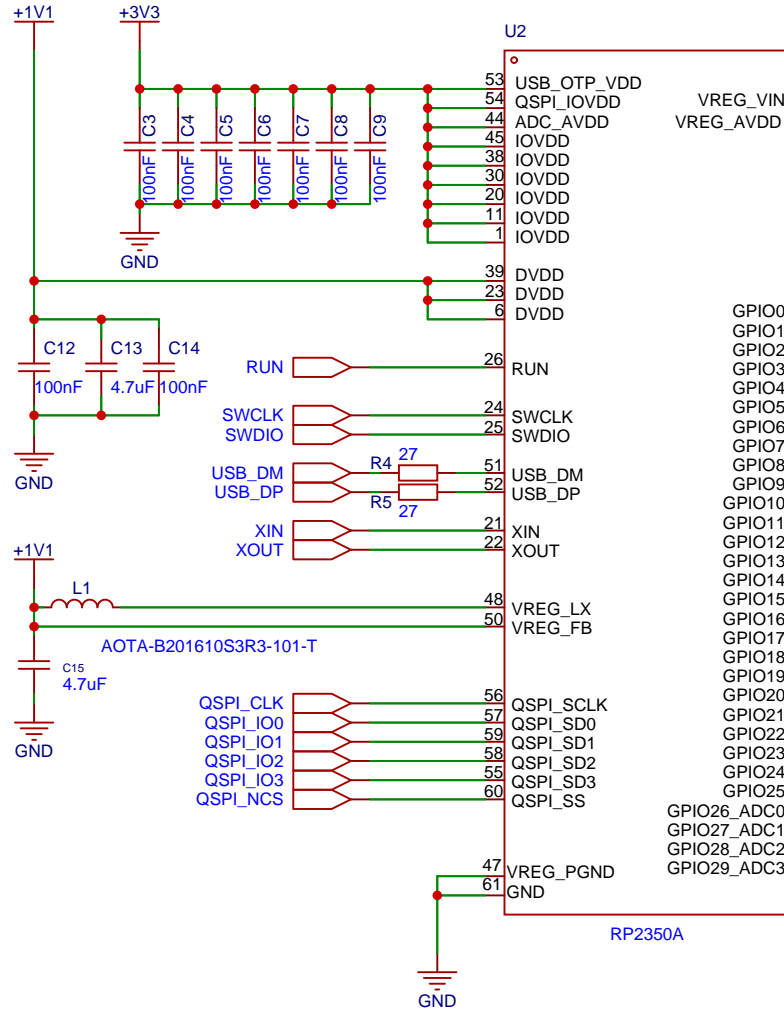 +1V1
+3V3
U2
C3
100nF
C4
100nF
C5
100nF
C6
100nF
C7
100nF
C8
100nF
C9
100nF
GND
53 USB_OTP_VDD
54 QSPI_IOVDD
44 ADC_AVDD
45 IOVDD
38 IOVDD
30 IOVDD
20 IOVDD
11 IOVDD
1 IOVDD
VREG_VIN
VREG_AVDD
39 DVDD
23 DVDD
6 DVDD
C12
100nF
C13
4.7uF
C14
100nF
GND
RUN 26 RUN
SWCLK 24 SWCLK
SWDIO 25 SWDIO
USB_DM R4 27 51 USB_DM
USB_DP R5 27 52 USB_DP
XIN 21 XIN
XOUT 22 XOUT
+1V1
L1
AOTA-B201610S3R3-101-T
48 VREG_LX
50 VREG_FB
C15
4.7uF
GND
QSPI_CLK 56 QSPI_SCLK
QSPI_IO0 57 QSPI_SD0
QSPI_IO1 59 QSPI_SD1
QSPI_IO2 58 QSPI_SD2
QSPI_IO3 55 QSPI_SD3
QSPI_NCS 60 QSPI_SS
47 VREG_PGND
61 GND
GND
GPIO0
GPIO1
GPIO2
GPIO3
GPIO4
GPIO5
GPIO6
GPIO7
GPIO8
GPIO9
GPIO10
GPIO11
GPIO12
GPIO13
GPIO14
GPIO15
GPIO16
GPIO17
GPIO18
GPIO19
GPIO20
GPIO21
GPIO22
GPIO23
GPIO24
GPIO25
GPIO26_ADC0
GPIO27_ADC1
GPIO28_ADC2
GPIO29_ADC3
RP2350A